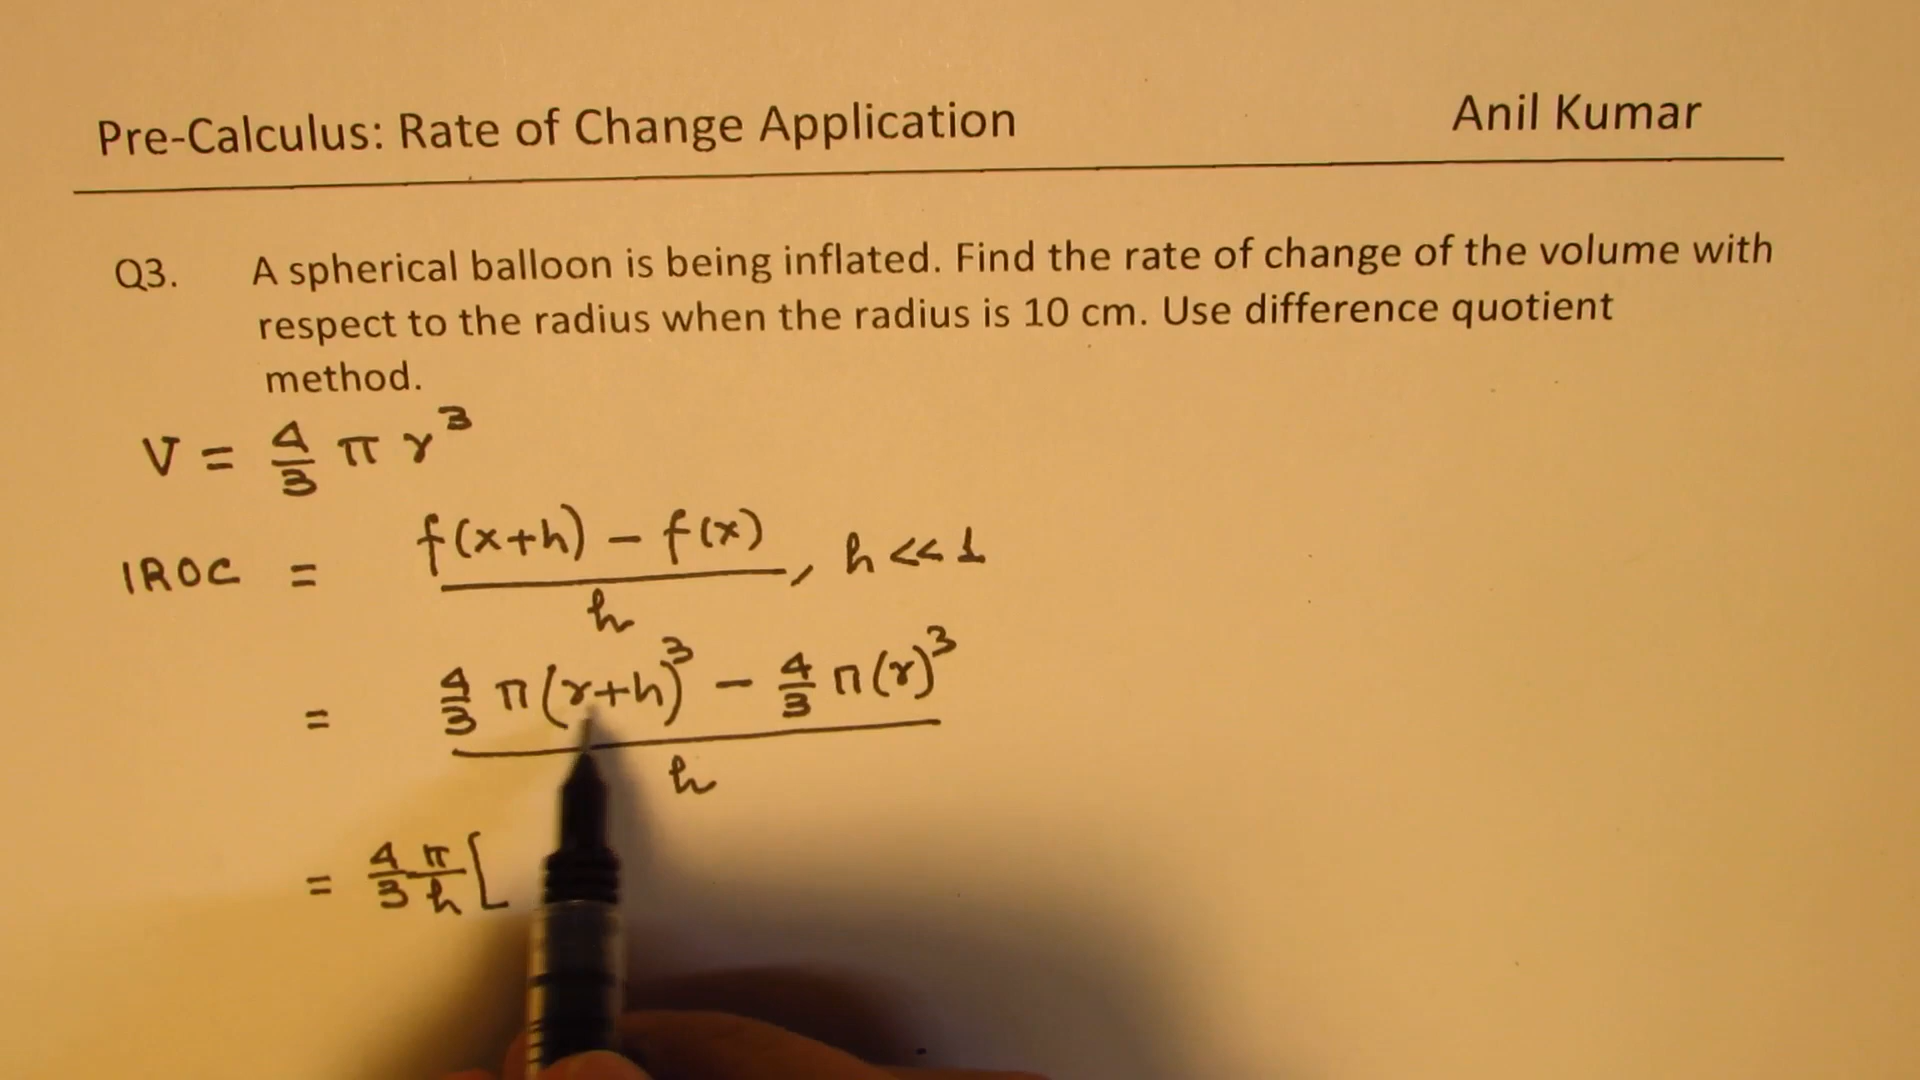 Pre-Calculus: Rate of Change Application Anil Kumar
Q3. A spherical balloon is being inflated. Find the rate of change of the volume with
respect to the radius when the radius is 10 cm. Use difference quotient
method.
V = 4/3 π r³
IROC = f(x+h) - f(x) / h , h << 1
= 4/3 π(r+h)³ - 4/3 π(r)³ / h
= 4/3 π/h [